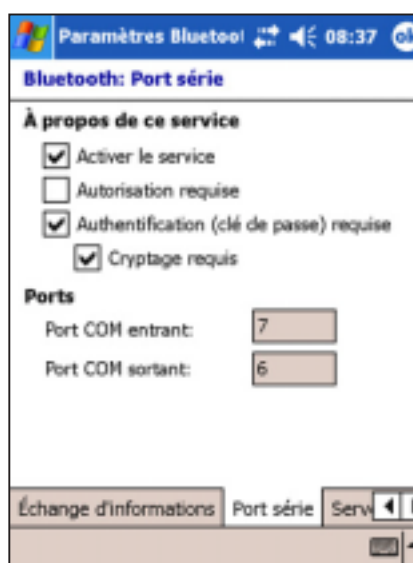 Paramètres Bluetoo 08:37 ok
Bluetooth: Port série
À propos de ce service
Activer le service
Autorisation requise
Authentification (clé de passe) requise
Cryptage requis
Ports
Port COM entrant: 7
Port COM sortant: 6
Échange d'informations Port série Serv